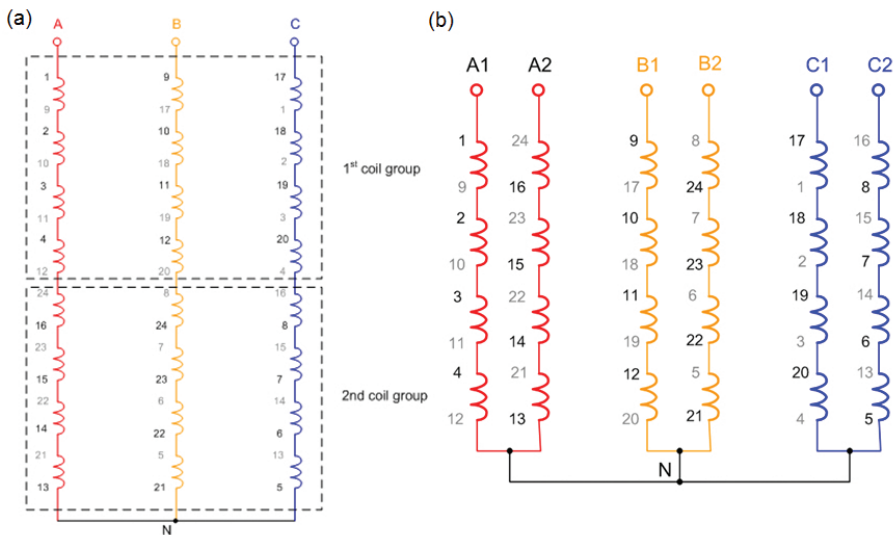 (a)
A B C
1 9 17
9 17 1
2 10 18
10 18 2
3 11 19
11 19 3
4 12 20
12 20 4
1st coil group
24 8 16
16 24 8
23 7 15
15 23 7
22 6 14
14 22 6
21 5 13
13 21 5
2nd coil group
N
(b)
A1 A2 B1 B2 C1 C2
1 24 9 8 17 16
9 16 17 24 1 8
2 23 10 7 18 15
10 15 18 23 2 7
3 22 11 6 19 14
11 14 19 22 3 6
4 21 12 5 20 13
12 13 20 21 4 5
N